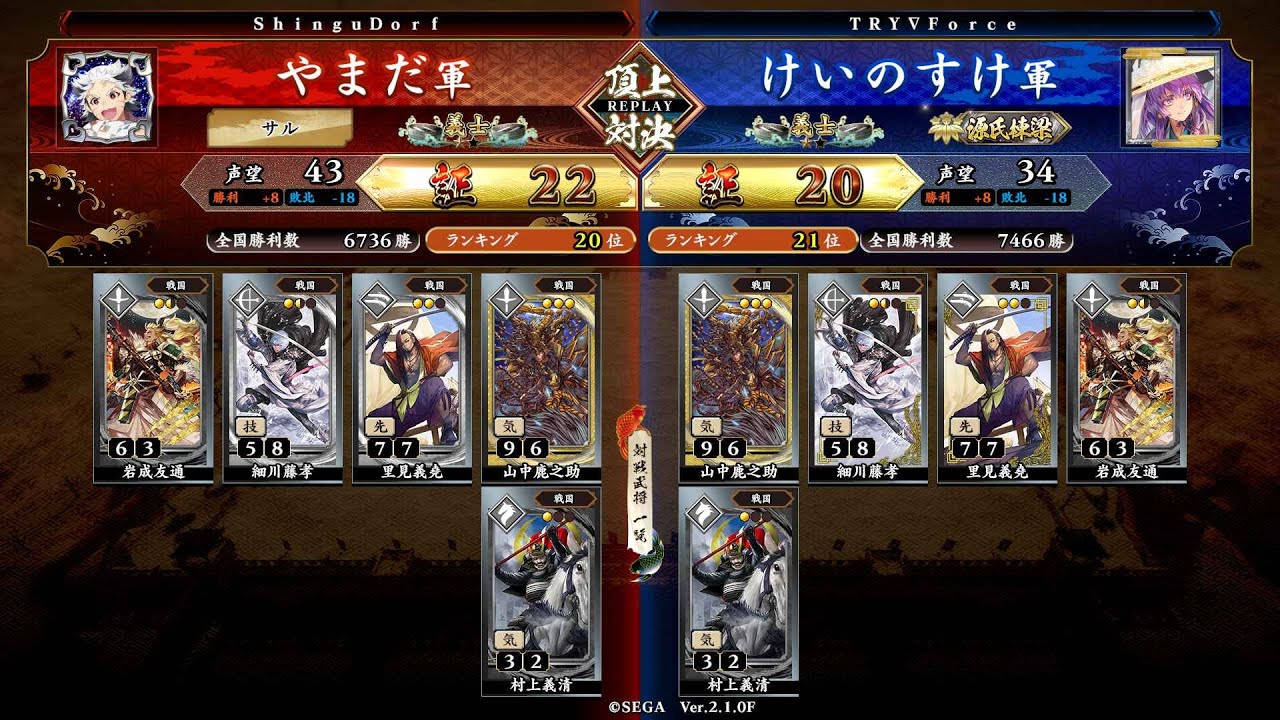 ShinguDorf
TRY∇Force
やまだ軍
頂上
REPLAY
対決
けいのすけ軍
サル
義士
義士
源氏棟梁
声望 43
勝利 +8 敗北 -18
証 22
証 20
声望 34
勝利 +8 敗北 -18
全国勝利数 6736勝
ランキング 20位
ランキング 21位
全国勝利数 7466勝
戦国
戦国
戦国
戦国
戦国
戦国
戦国
戦国
技
先
気
気
技
先
6 3
5 8
7 7
9 6
9 6
5 8
7 7
6 3
岩成友通
細川藤孝
里見義堯
山中鹿之助
山中鹿之助
細川藤孝
里見義堯
岩成友通
対戦武将一覧
戦国
戦国
気
気
3 2
3 2
村上義清
村上義清
©SEGA Ver.2.1.0F